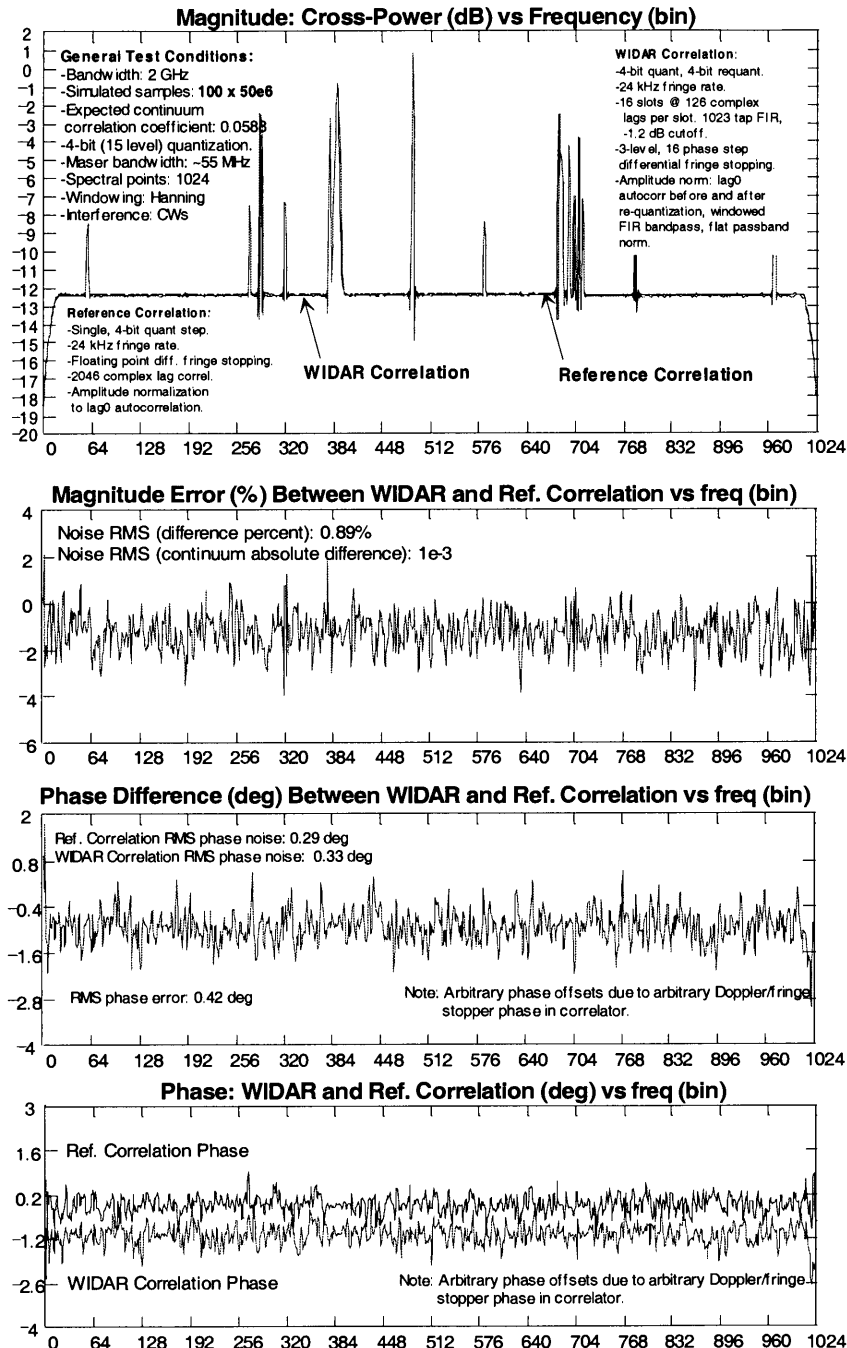 Magnitude: Cross-Power (dB) vs Frequency (bin)
2
1
0
−1
−2
−3
−4
−5
−6
−7
−8
−9
−10
−11
−12
−13
−14
−15
−16
−17
−18
−19
−20
General Test Conditions:
-Bandwidth: 2 GHz
-Simulated samples: 100 x 50e6
-Expected continuum
correlation coefficient: 0.0588
-4-bit (15 level) quantization.
-Maser bandwidth: ~55 MHz
-Spectral points: 1024
-Windowing: Hanning
-Interference: CWs
WIDAR Correlation:
-4-bit quant, 4-bit requant.
-24 kHz fringe rate.
-16 slots @ 126 complex
lags per slot. 1023 tap FIR,
-1.2 dB cutoff.
-3-level, 16 phase step
differential fringe stopping.
-Amplitude norm: lag0
autocorr before and after
re-quantization, windowed
FIR bandpass, flat passband
norm.
Reference Correlation:
-Single, 4-bit quant step.
-24 kHz fringe rate.
-Floating point diff. fringe stopping.
-2046 complex lag correl.
-Amplitude normalization
to lag0 autocorrelation.
WIDAR Correlation
Reference Correlation
0 64 128 192 256 320 384 448 512 576 640 704 768 832 896 960 1024
Magnitude Error (%) Between WIDAR and Ref. Correlation vs freq (bin)
4
2
0
−2
−4
−6
Noise RMS (difference percent): 0.89%
Noise RMS (continuum absolute difference): 1e-3
0 64 128 192 256 320 384 448 512 576 640 704 768 832 896 960 1024
Phase Difference (deg) Between WIDAR and Ref. Correlation vs freq (bin)
2
0.8
−0.4
−1.6
−2.8
−4
Ref. Correlation RMS phase noise: 0.29 deg
WIDAR Correlation RMS phase noise: 0.33 deg
RMS phase error: 0.42 deg
Note: Arbitrary phase offsets due to arbitrary Doppler/fringe
stopper phase in correlator.
0 64 128 192 256 320 384 448 512 576 640 704 768 832 896 960 1024
Phase: WIDAR and Ref. Correlation (deg) vs freq (bin)
3
1.6
0.2
−1.2
−2.6
−4
Ref. Correlation Phase
WIDAR Correlation Phase
Note: Arbitrary phase offsets due to arbitrary Doppler/fringe
stopper phase in correlator.
0 64 128 192 256 320 384 448 512 576 640 704 768 832 896 960 1024